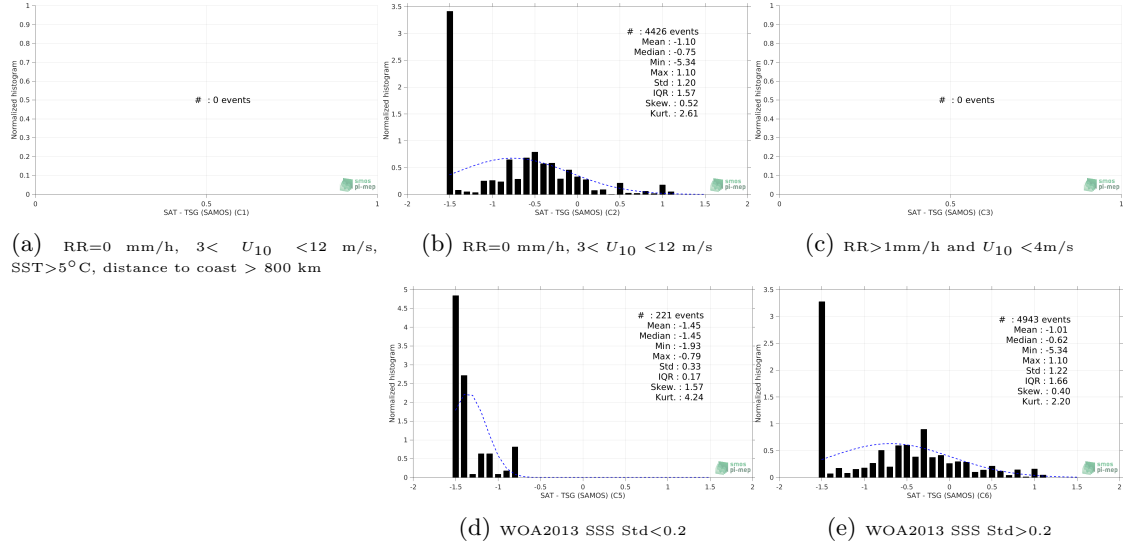 1
0.9
0.8
0.7
0.6
0.5
0.4
0.3
0.2
0.1
0
Normalized histogram
# : 0 events
smos
pi-mep
0 0.5 1
SAT - TSG (SAMOS) (C1)
(a) RR=0 mm/h, 3< U10 <12 m/s,
SST>5°C, distance to coast > 800 km
3.5
3
2.5
2
1.5
1
0.5
0
Normalized histogram
# : 4426 events
Mean : -1.10
Median : -0.75
Min : -5.34
Max : 1.10
Std : 1.20
IQR : 1.57
Skew. : 0.52
Kurt. : 2.61
smos
pi-mep
-2 -1.5 -1 -0.5 0 0.5 1 1.5 2
SAT - TSG (SAMOS) (C2)
(b) RR=0 mm/h, 3< U10 <12 m/s
1
0.9
0.8
0.7
0.6
0.5
0.4
0.3
0.2
0.1
0
Normalized histogram
# : 0 events
smos
pi-mep
0 0.5 1
SAT - TSG (SAMOS) (C3)
(c) RR>1mm/h and U10 <4m/s
5
4.5
4
3.5
3
2.5
2
1.5
1
0.5
0
Normalized histogram
# : 221 events
Mean : -1.45
Median : -1.45
Min : -1.93
Max : -0.79
Std : 0.33
IQR : 0.17
Skew. : 1.57
Kurt. : 4.24
smos
pi-mep
-2 -1.5 -1 -0.5 0 0.5 1 1.5 2
SAT - TSG (SAMOS) (C5)
(d) WOA2013 SSS Std<0.2
3.5
3
2.5
2
1.5
1
0.5
0
Normalized histogram
# : 4943 events
Mean : -1.01
Median : -0.62
Min : -5.34
Max : 1.10
Std : 1.22
IQR : 1.66
Skew. : 0.40
Kurt. : 2.20
smos
pi-mep
-2 -1.5 -1 -0.5 0 0.5 1 1.5 2
SAT - TSG (SAMOS) (C6)
(e) WOA2013 SSS Std>0.2